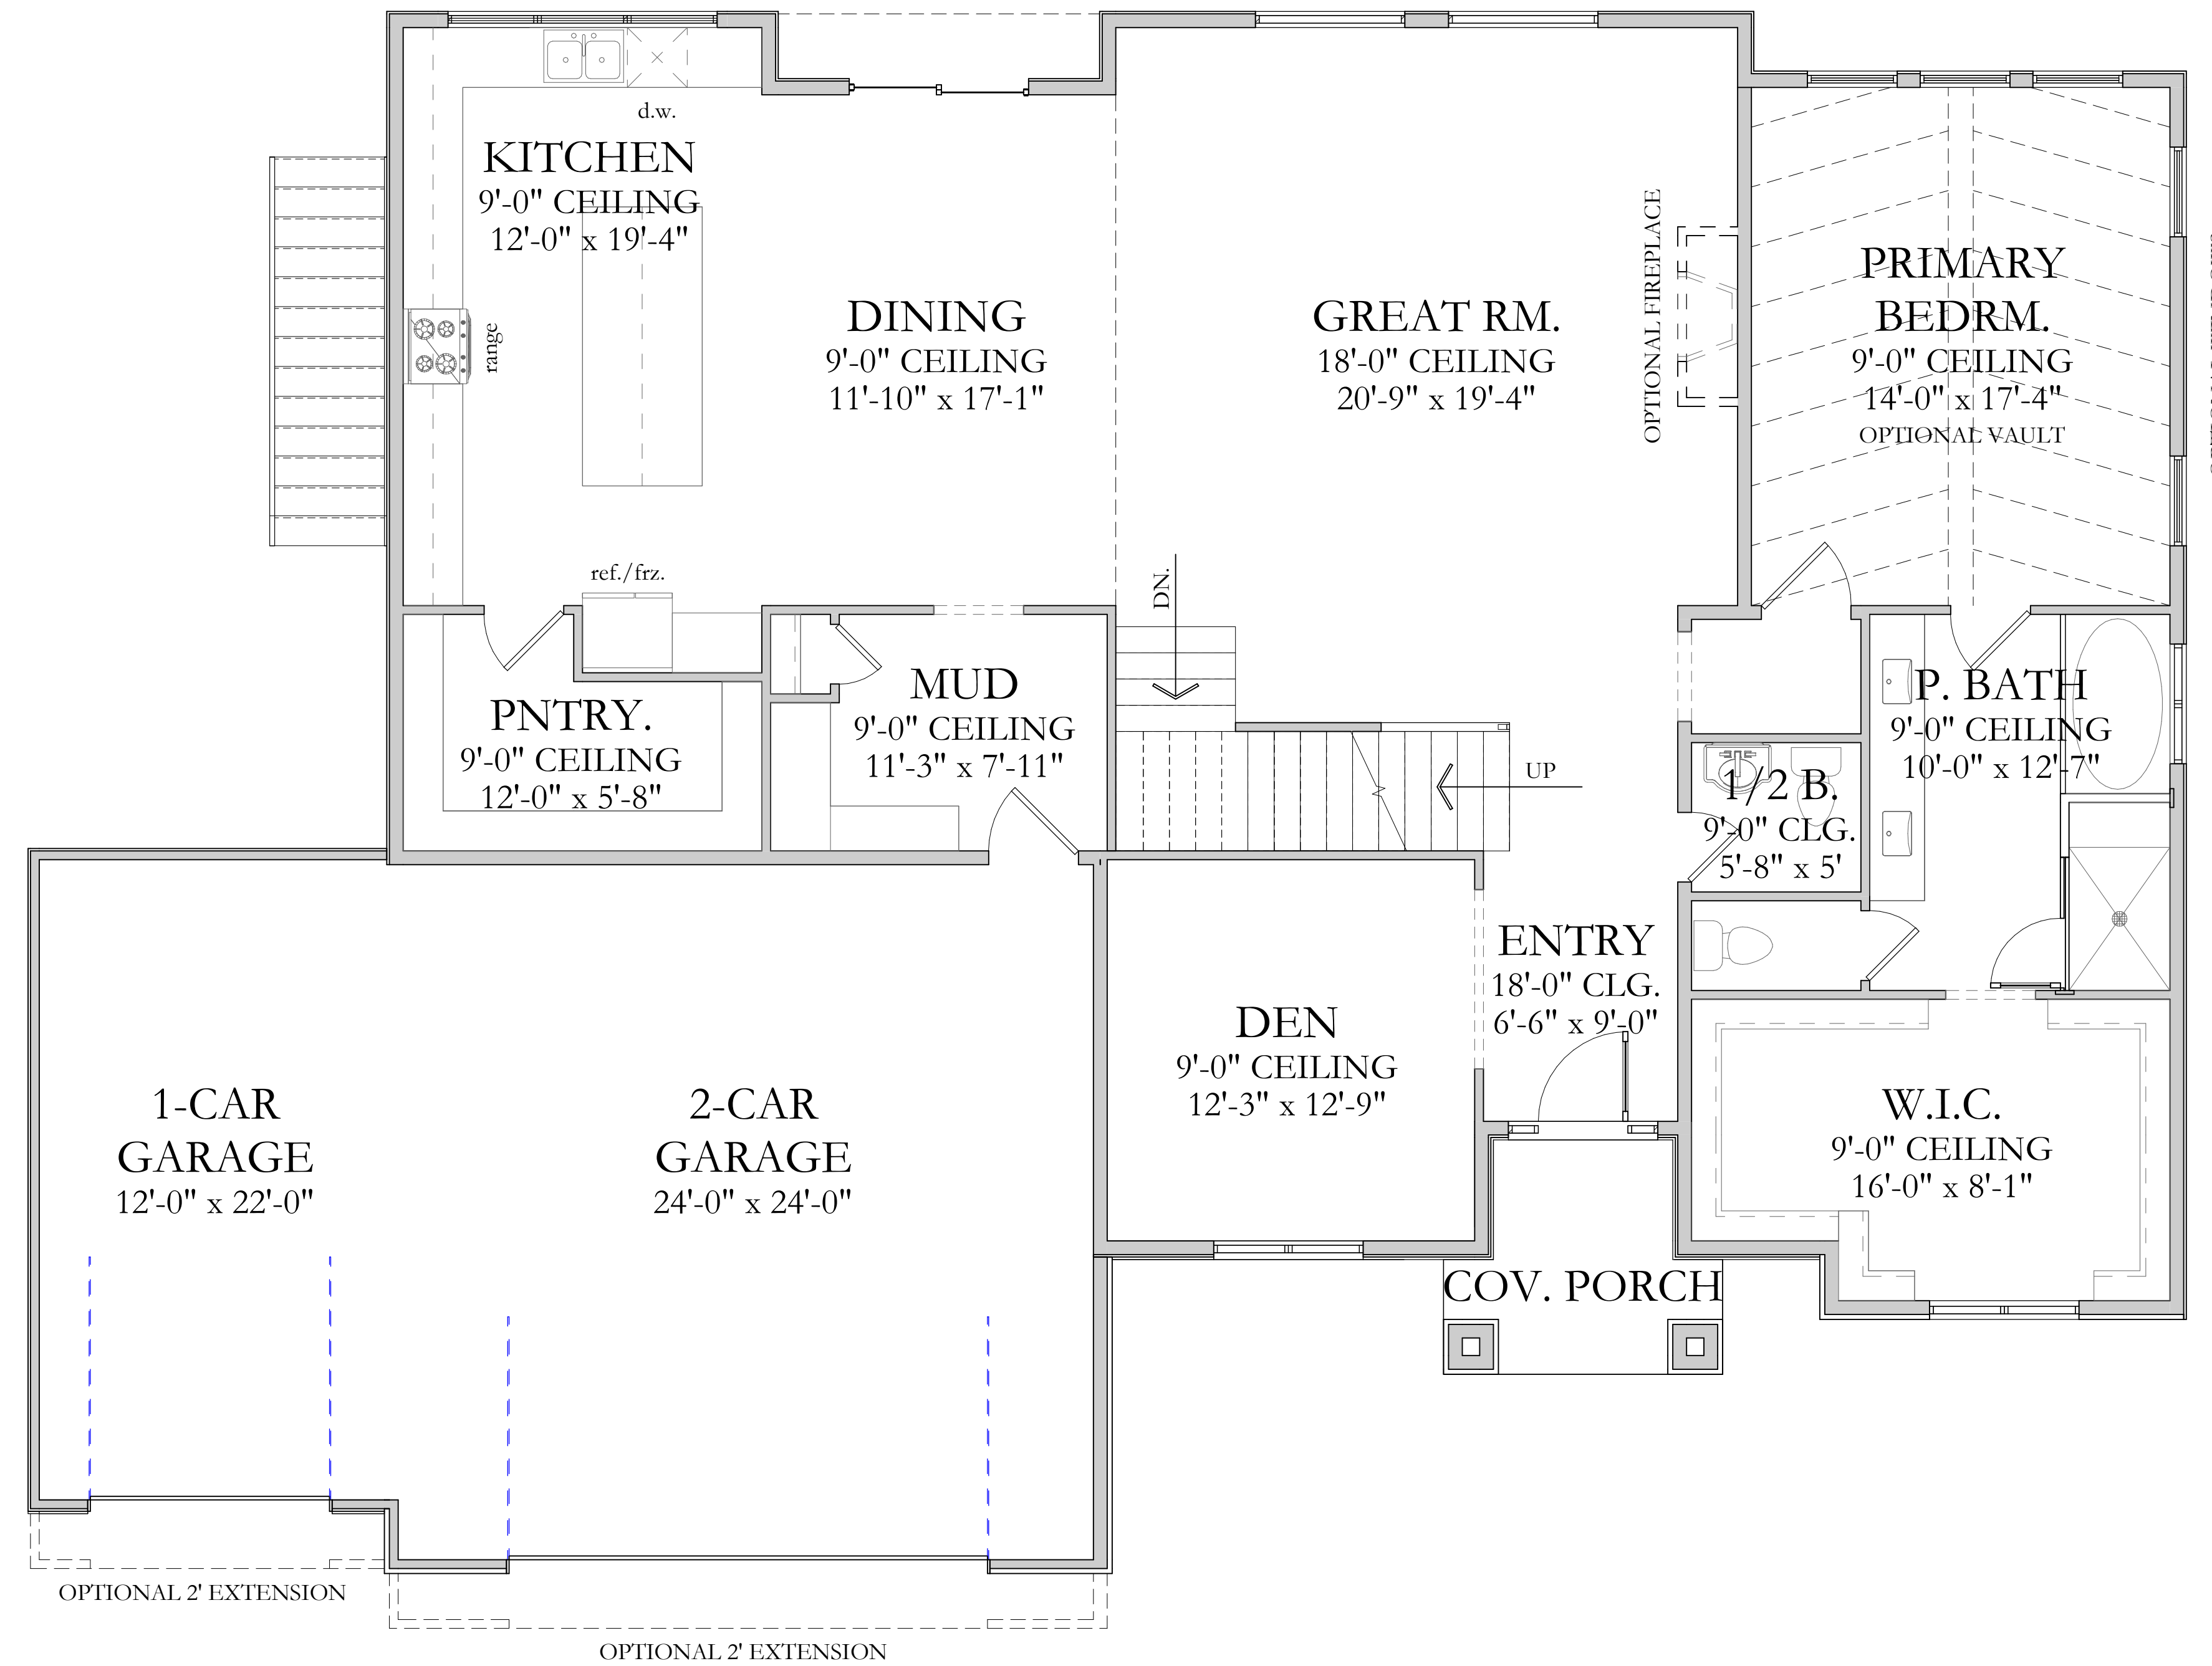 d.w.
KITCHEN
9'-0" CEILING
12'-0" x 19'-4"
range
ref./frz.
DINING
9'-0" CEILING
11'-10" x 17'-1"
GREAT RM.
18'-0" CEILING
20'-9" x 19'-4"
OPTIONAL FIREPLACE
PRIMARY
BEDRM.
9'-0" CEILING
14'-0" x 17'-4"
OPTIONAL VAULT
DN.
UP
PNTRY.
9'-0" CEILING
12'-0" x 5'-8"
MUD
9'-0" CEILING
11'-3" x 7'-11"
1/2 B.
9'-0" CLG.
5'-8" x 5'
P. BATH
9'-0" CEILING
10'-0" x 12'-7"
ENTRY
18'-0" CLG.
6'-6" x 9'-0"
DEN
9'-0" CEILING
12'-3" x 12'-9"
W.I.C.
9'-0" CEILING
16'-0" x 8'-1"
1-CAR
GARAGE
12'-0" x 22'-0"
2-CAR
GARAGE
24'-0" x 24'-0"
COV. PORCH
OPTIONAL 2' EXTENSION
OPTIONAL 2' EXTENSION